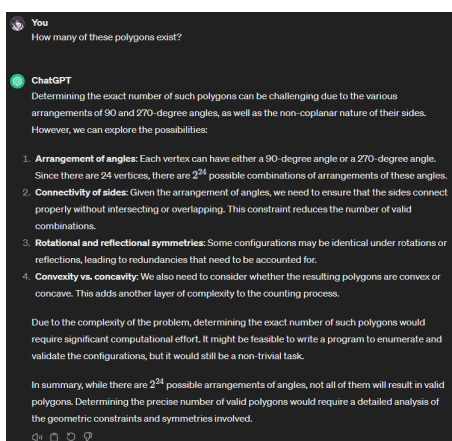 You
How many of these polygons exist?
ChatGPT
Determining the exact number of such polygons can be challenging due to the various
arrangements of 90 and 270-degree angles, as well as the non-coplanar nature of their sides.
However, we can explore the possibilities:
1. Arrangement of angles: Each vertex can have either a 90-degree angle or a 270-degree angle.
Since there are 24 vertices, there are 2²⁴ possible combinations of arrangements of these angles.
2. Connectivity of sides: Given the arrangement of angles, we need to ensure that the sides connect
properly without intersecting or overlapping. This constraint reduces the number of valid
combinations.
3. Rotational and reflectional symmetries: Some configurations may be identical under rotations or
reflections, leading to redundancies that need to be accounted for.
4. Convexity vs. concavity: We also need to consider whether the resulting polygons are convex or
concave. This adds another layer of complexity to the counting process.
Due to the complexity of the problem, determining the exact number of such polygons would
require significant computational effort. It might be feasible to write a program to enumerate and
validate the configurations, but it would still be a non-trivial task.
In summary, while there are 2²⁴ possible arrangements of angles, not all of them will result in valid
polygons. Determining the precise number of valid polygons would require a detailed analysis of
the geometric constraints and symmetries involved.